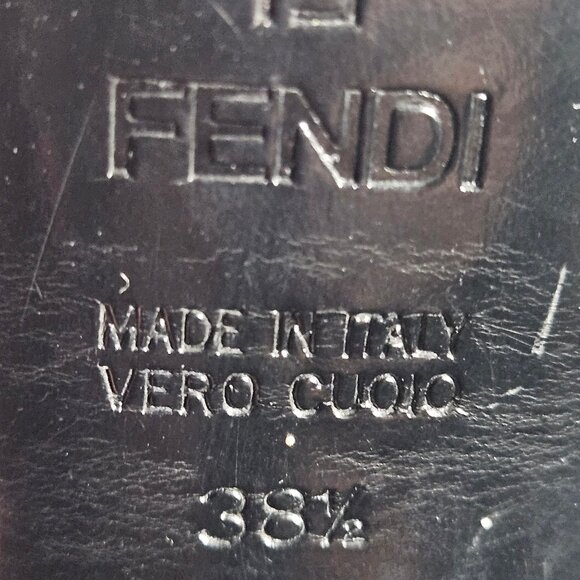 FENDI
MADE IN ITALY
VERO CUOIO
38½